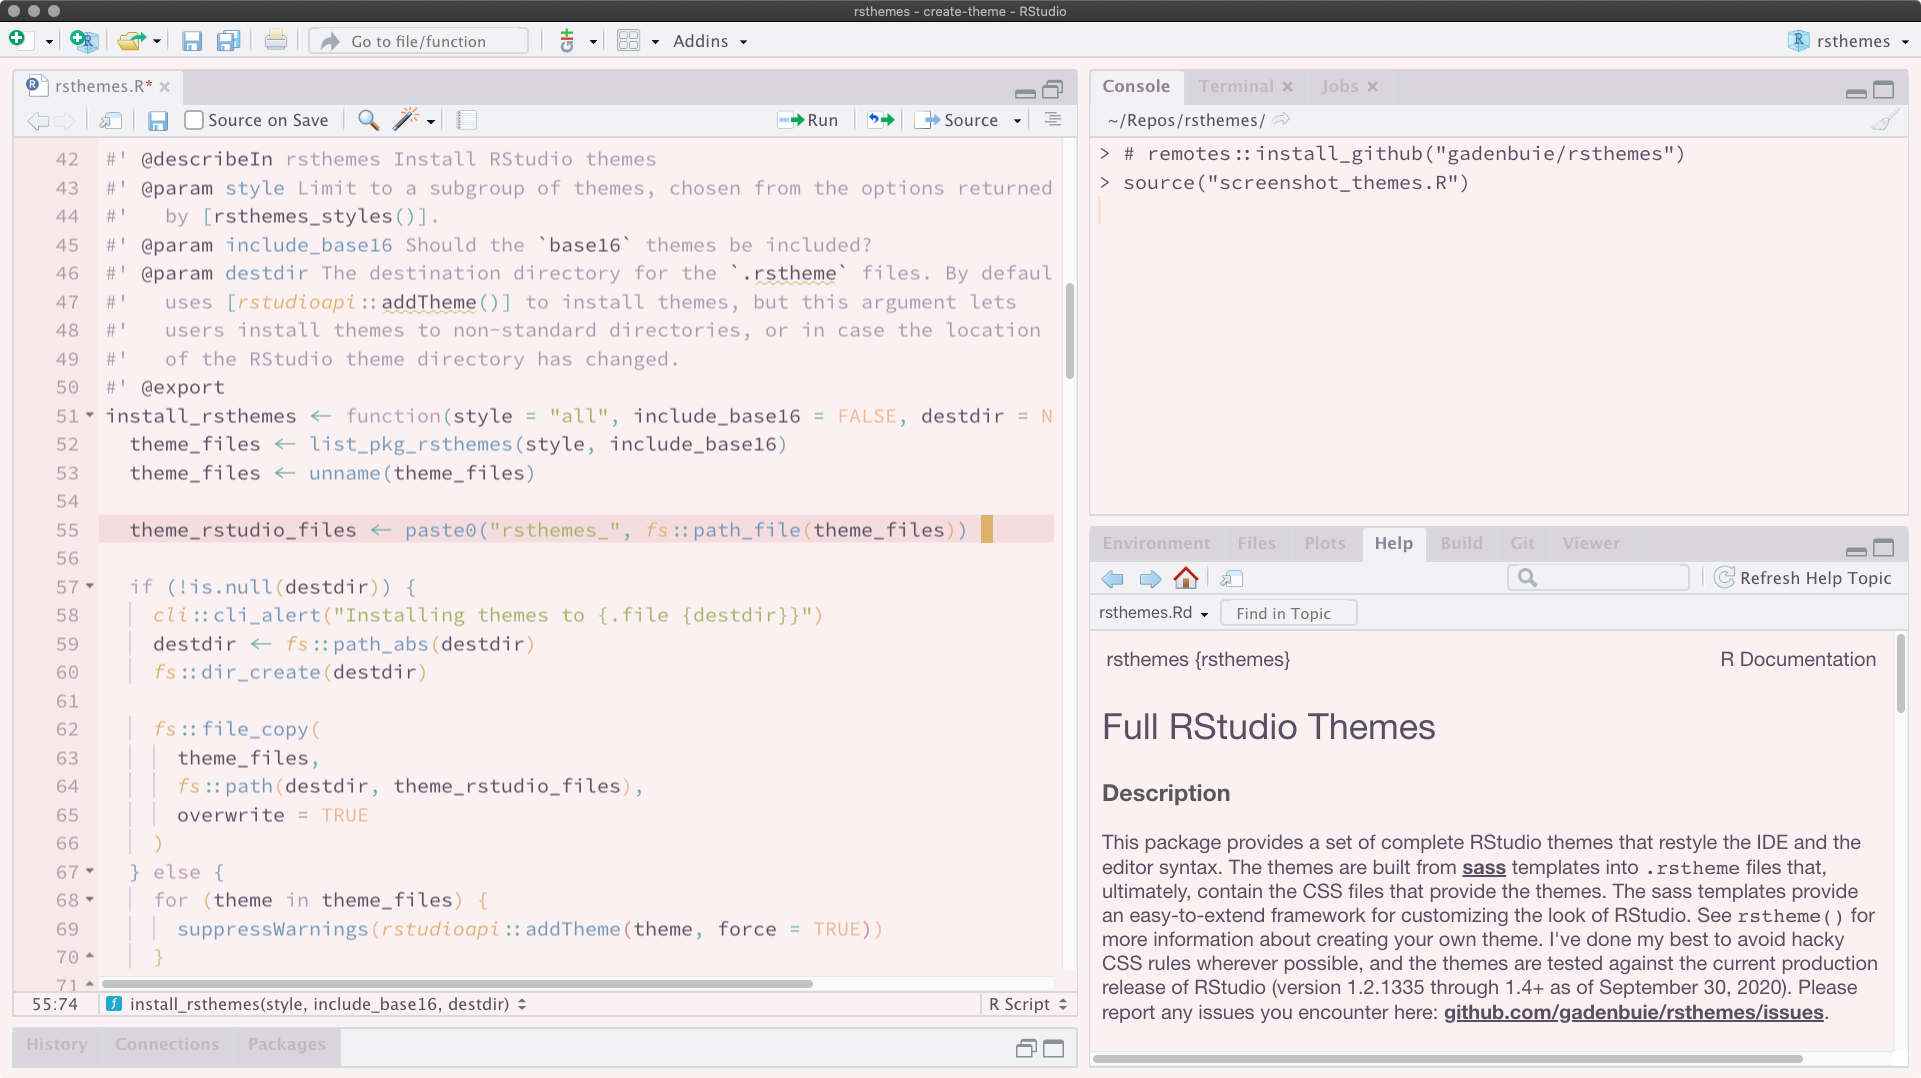 rsthemes - create-theme - RStudio
Go to file/function
Addins
rsthemes
rsthemes.R*
Source on Save
Run
Source
42 #' @describeIn rsthemes Install RStudio themes
43 #' @param style Limit to a subgroup of themes, chosen from the options returned
44 #'   by [rsthemes_styles()].
45 #' @param include_base16 Should the `base16` themes be included?
46 #' @param destdir The destination directory for the `.rstheme` files. By defaul
47 #'   uses [rstudioapi::addTheme()] to install themes, but this argument lets
48 #'   users install themes to non-standard directories, or in case the location
49 #'   of the RStudio theme directory has changed.
50 #' @export
51 install_rsthemes <- function(style = "all", include_base16 = FALSE, destdir = N
52   theme_files <- list_pkg_rsthemes(style, include_base16)
53   theme_files <- unname(theme_files)
54
55   theme_rstudio_files <- paste0("rsthemes_", fs::path_file(theme_files))
56
57   if (!is.null(destdir)) {
58     cli::cli_alert("Installing themes to {.file {destdir}}")
59     destdir <- fs::path_abs(destdir)
60     fs::dir_create(destdir)
61
62     fs::file_copy(
63       theme_files,
64       fs::path(destdir, theme_rstudio_files),
65       overwrite = TRUE
66     )
67   } else {
68     for (theme in theme_files) {
69       suppressWarnings(rstudioapi::addTheme(theme, force = TRUE))
70     }
71
55:74 install_rsthemes(style, include_base16, destdir) R Script
History Connections Packages
Console Terminal Jobs
~/Repos/rsthemes/
> # remotes::install_github("gadenbuie/rsthemes")
> source("screenshot_themes.R")
Environment Files Plots Help Build Git Viewer
Refresh Help Topic
rsthemes.Rd Find in Topic
rsthemes {rsthemes} R Documentation
Full RStudio Themes
Description
This package provides a set of complete RStudio themes that restyle the IDE and the
editor syntax. The themes are built from sass templates into .rstheme files that,
ultimately, contain the CSS files that provide the themes. The sass templates provide
an easy-to-extend framework for customizing the look of RStudio. See rstheme() for
more information about creating your own theme. I've done my best to avoid hacky
CSS rules wherever possible, and the themes are tested against the current production
release of RStudio (version 1.2.1335 through 1.4+ as of September 30, 2020). Please
report any issues you encounter here: github.com/gadenbuie/rsthemes/issues.